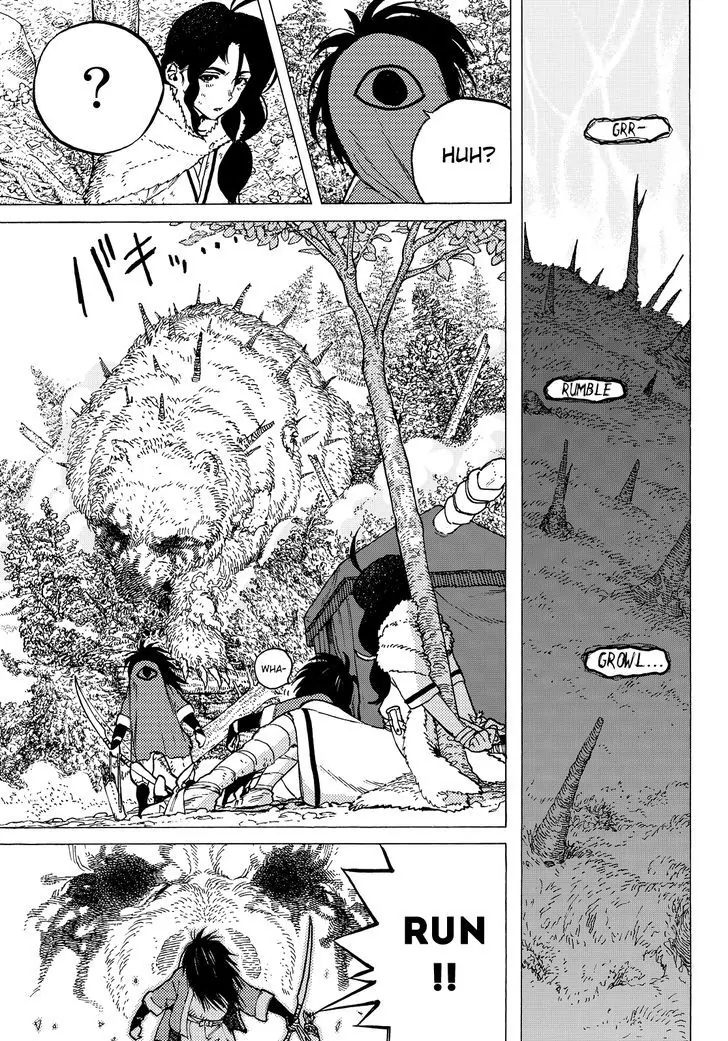 GRR-
RUMBLE
GROWL...
HUH?
?
バキッ…
WHA-
RUN
!!